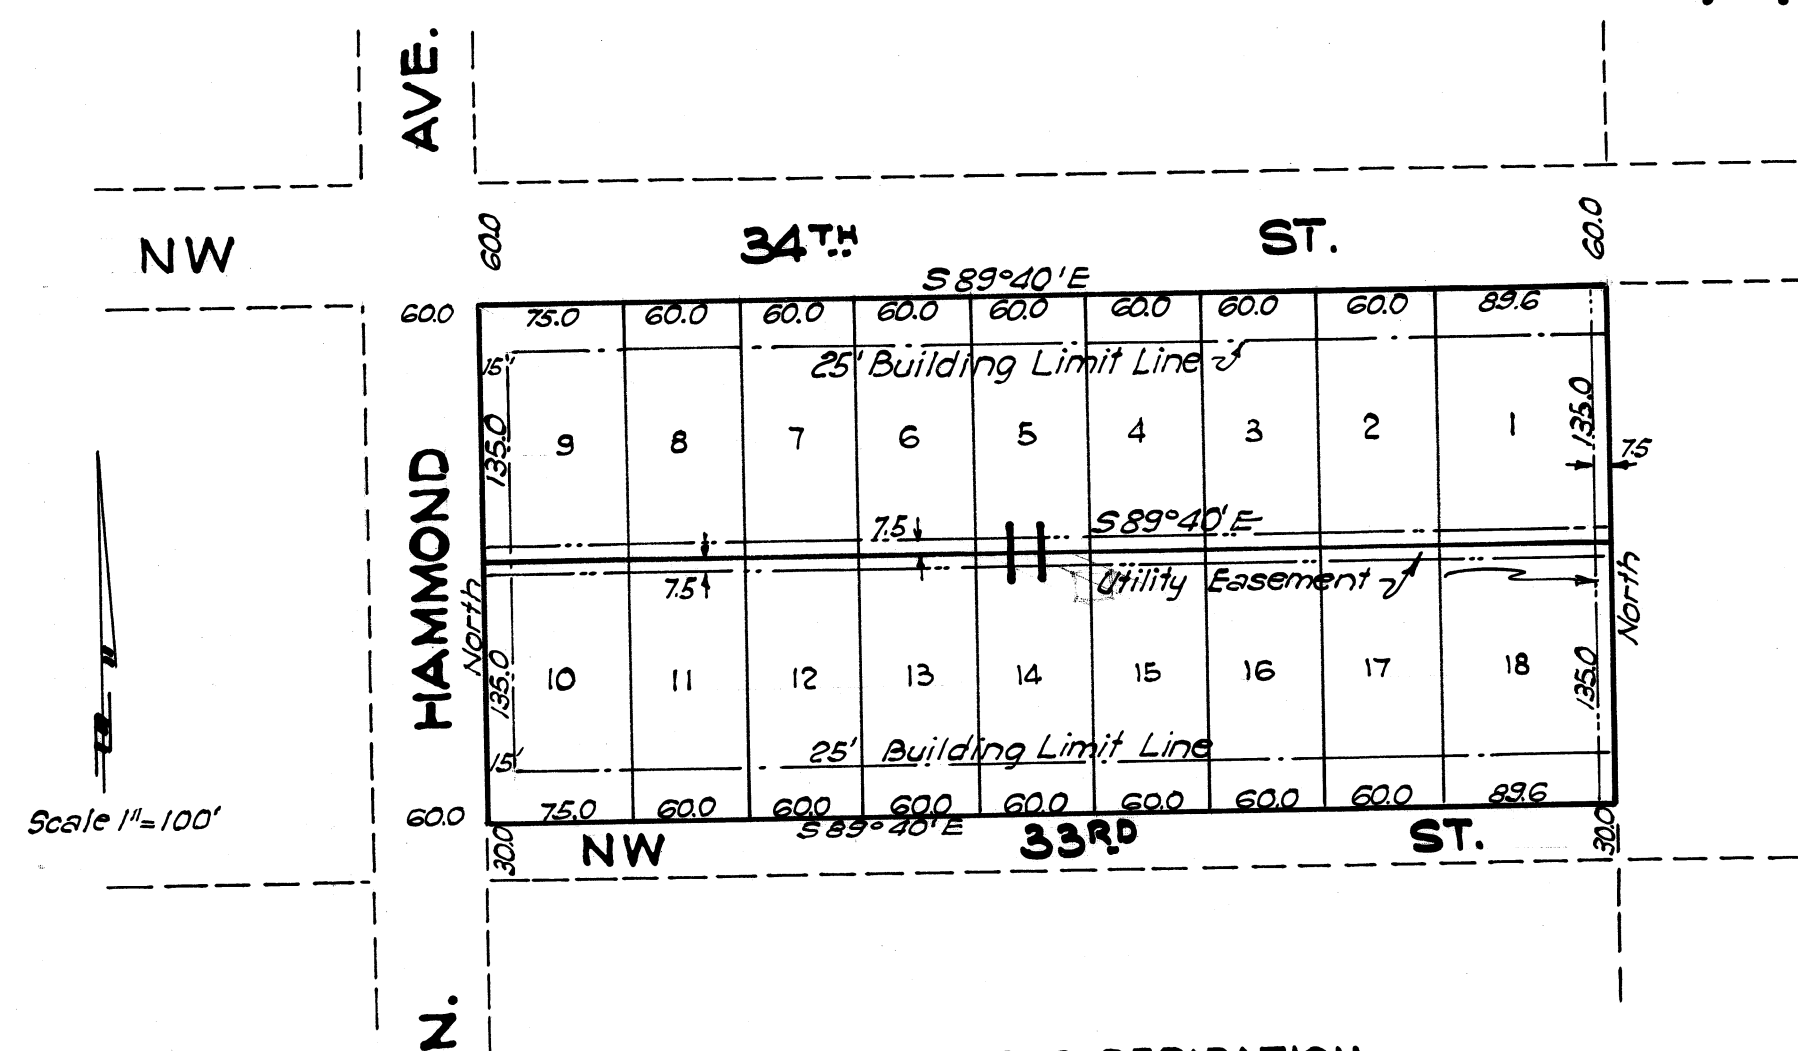 AVE.
NW 34TH ST.
60.0 60.0
S 89°40' E
60.0 75.0 60.0 60.0 60.0 60.0 60.0 60.0 60.0 89.6
15' 25' Building Limit Line
135.0 9 8 7 6 5 4 3 2 1 135.0 7.5
HAMMOND
7.5 S 89°40' E
7.5 Utility Easement
North North
135.0 10 11 12 13 14 15 16 17 18 135.0
15' 25' Building Limit Line
60.0 75.0 60.0 60.0 60.0 60.0 60.0 60.0 60.0 89.6
Scale 1"=100'
S 89°40' E
30.0 NW 33RD ST. 30.0
N.